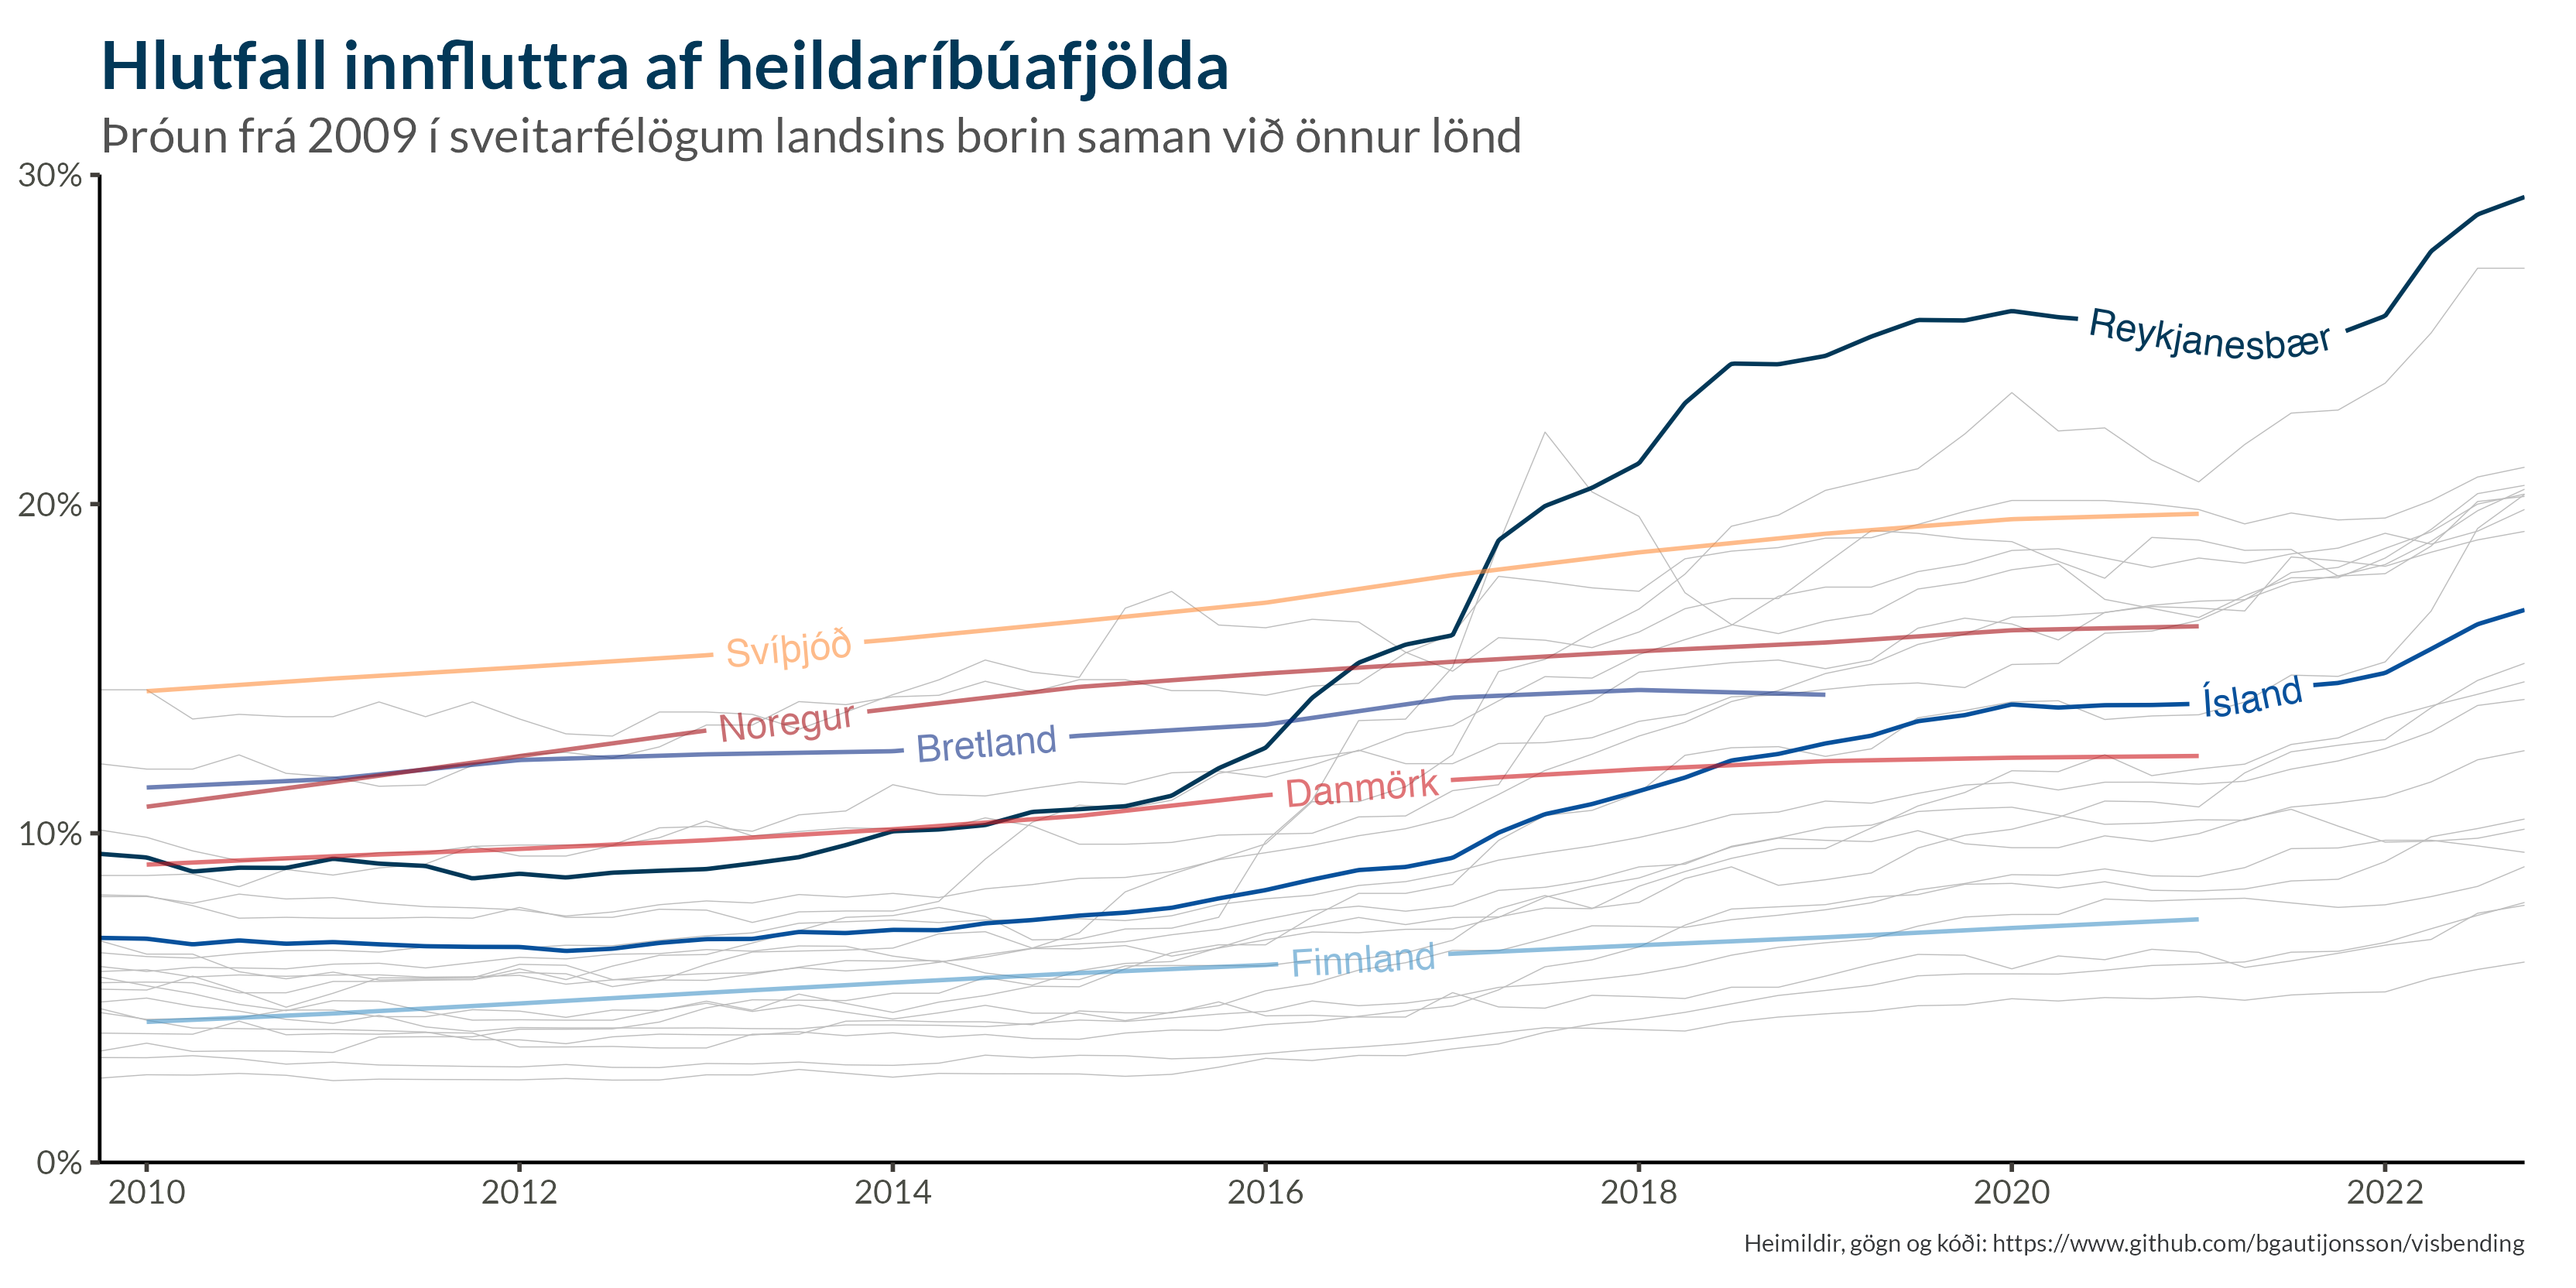 Hlutfall innfluttra af heildaríbúafjölda
Þróun frá 2009 í sveitarfélögum landsins borin saman við önnur lönd
30%
20%
10%
0%
Reykjanesbær
Svíþjóð
Noregur
Bretland
Ísland
Danmörk
Finnland
2010 2012 2014 2016 2018 2020 2022
Heimildir, gögn og kóði: https://www.github.com/bgautijonsson/visbending